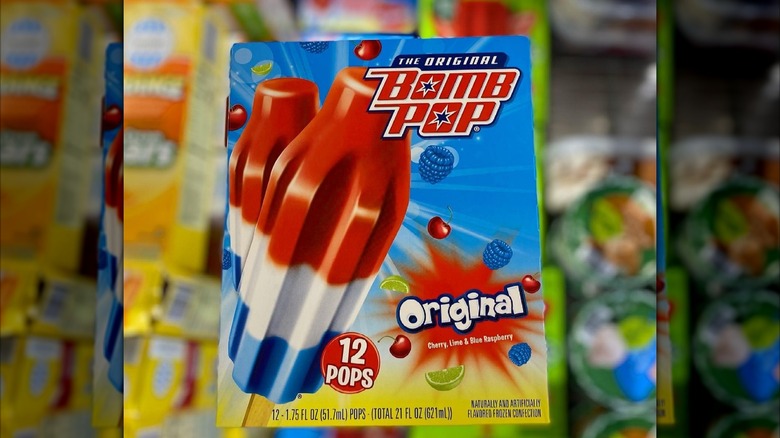 THE ORIGINAL
BOMB
POP®
Original
Cherry, Lime & Blue Raspberry
12
POPS
12 - 1.75 FL OZ (51.7mL) POPS - (TOTAL 21 FL OZ (621mL))
NATURALLY AND ARTIFICIALLY
FLAVORED FROZEN CONFECTION